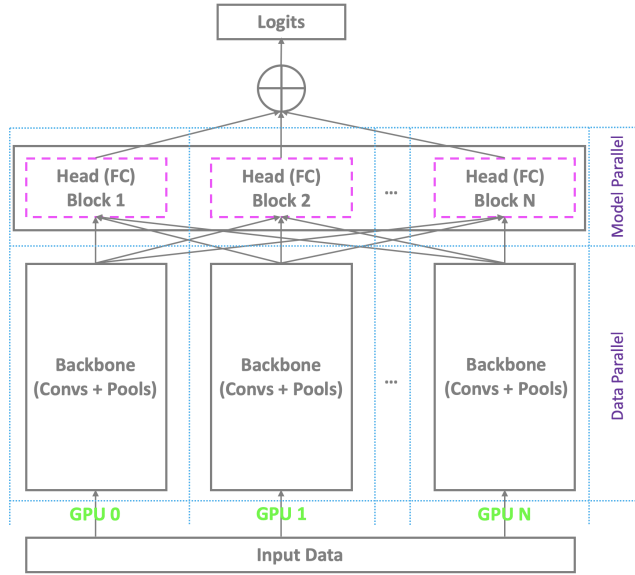 Logits
Head (FC)
Block 1
Head (FC)
Block 2
...
Head (FC)
Block N
Model Parallel
Backbone
(Convs + Pools)
Backbone
(Convs + Pools)
...
Backbone
(Convs + Pools)
Data Parallel
GPU 0
GPU 1
GPU N
Input Data